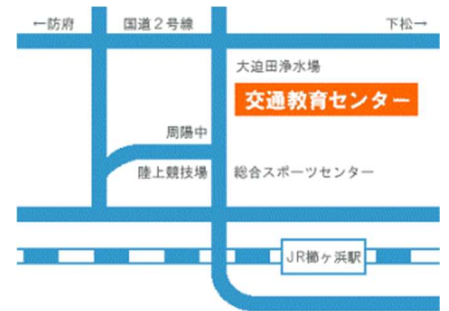 ←防府
国道2号線
下松→
大迫田浄水場
交通教育センター
周陽中
陸上競技場
総合スポーツセンター
JR櫛ヶ浜駅